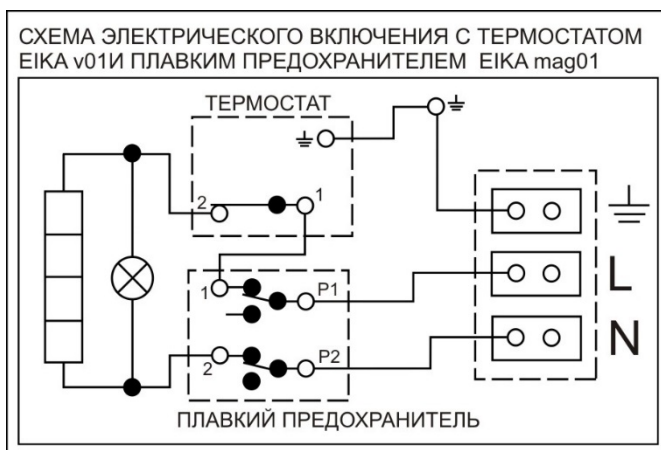 СХЕМА ЭЛЕКТРИЧЕСКОГО ВКЛЮЧЕНИЯ С ТЕРМОСТАТОМ
EIKA v01И ПЛАВКИМ ПРЕДОХРАНИТЕЛЕМ EIKA mag01
ТЕРМОСТАТ
2
1
1
P1
L
2
P2
N
ПЛАВКИЙ ПРЕДОХРАНИТЕЛЬ